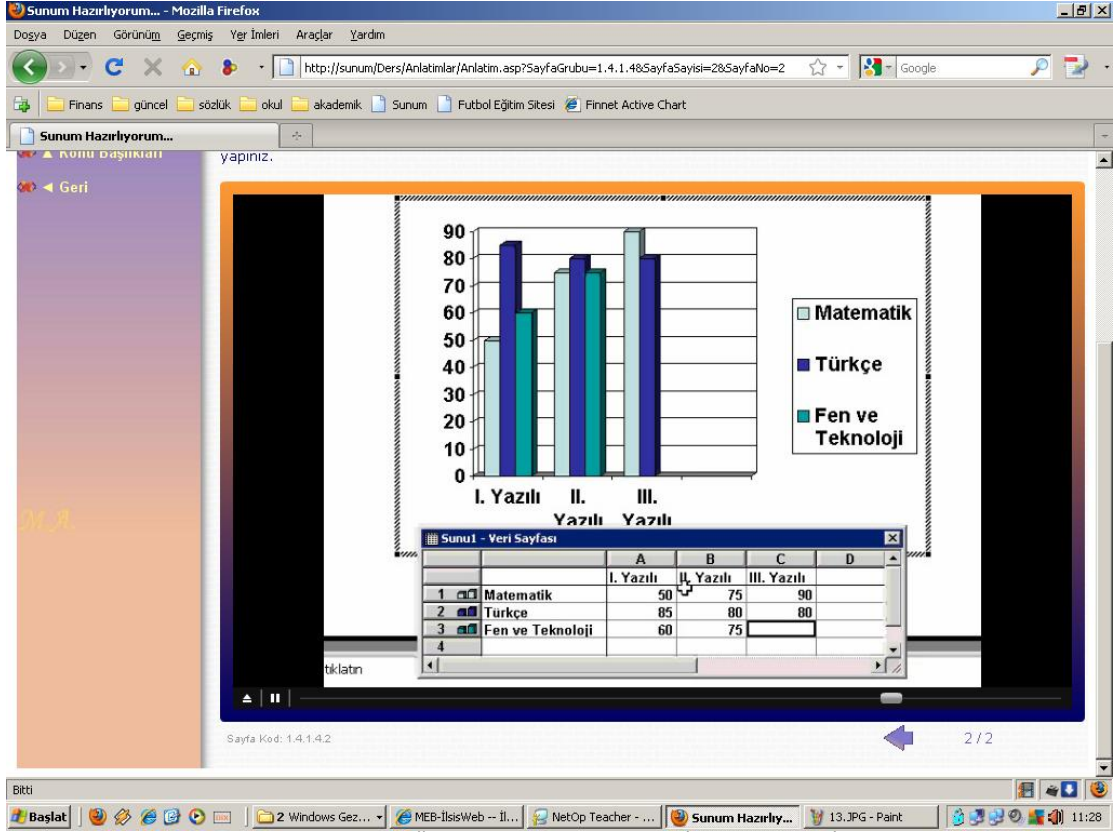 Sunum Hazırlıyorum... - Mozilla Firefox
Dosya Düzen Görünüm Geçmiş Yer İmleri Araçlar Yardım
http://sunum/Ders/Anlatimlar/Anlatim.asp?SayfaGrubu=1.4.1.4&SayfaSayisi=2&SayfaNo=2
Google
Finans güncel sözlük okul akademik Sunum Futbol Eğitim Sitesi Finnet Active Chart
Sunum Hazırlıyorum...
▲ Konu Başlıkları
yapınız.
◄ Geri
90
80
70
60
50
40
30
20
10
0
I. Yazılı
II. Yazılı
III. Yazılı
Matematik
Türkçe
Fen ve
Teknoloji
M.A.
Sunu1 - Veri Sayfası
A B C D
I. Yazılı II. Yazılı III. Yazılı
1 Matematik 50 75 90
2 Türkçe 85 80 80
3 Fen ve Teknoloji 60 75
4
tıklatın
Sayfa Kod: 1.4.1.4.2
2 / 2
Bitti
Başlat 2 Windows Gez... MEB-İlsisWeb -- İl... NetOp Teacher - ... Sunum Hazırlıy... 13.JPG - Paint 11:28